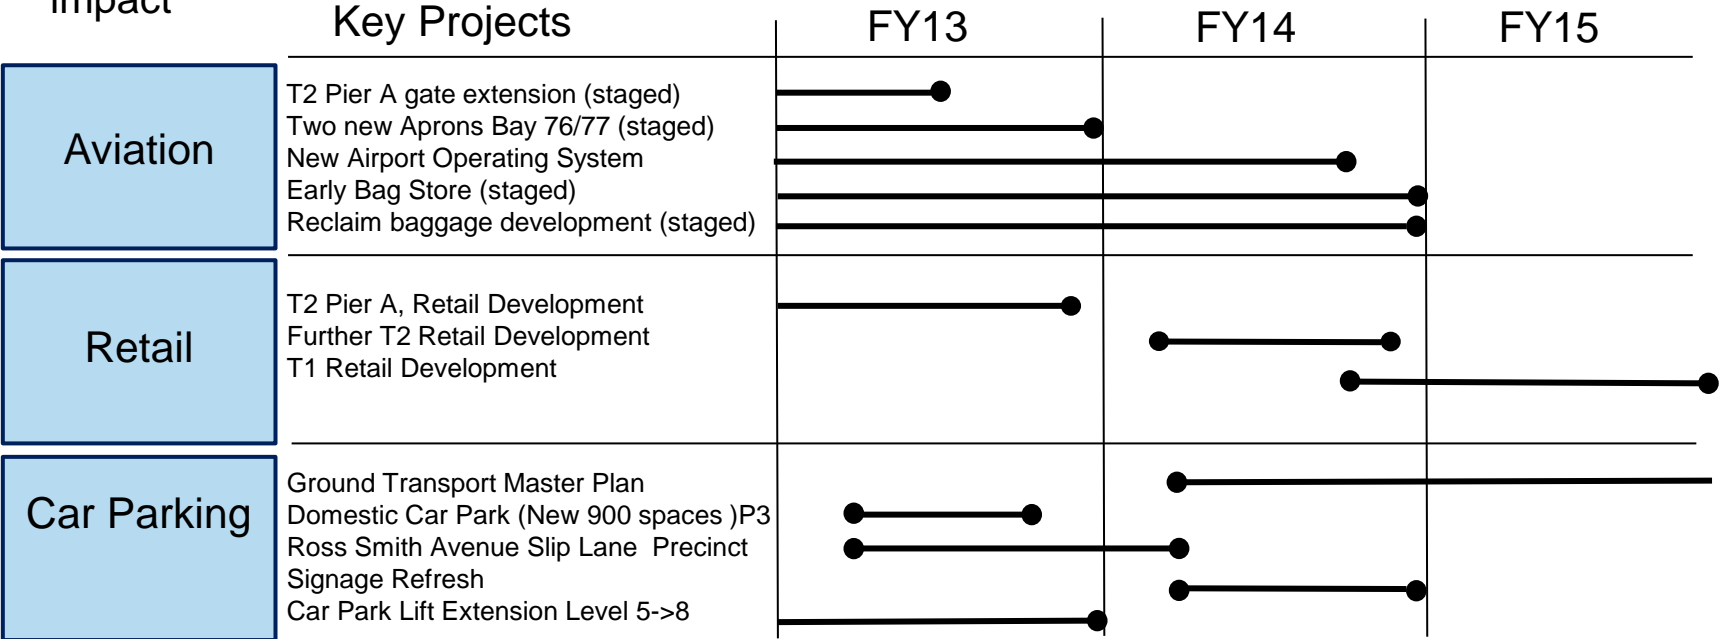 impact
Key Projects
FY13
FY14
FY15
Aviation
T2 Pier A gate extension (staged)
Two new Aprons Bay 76/77 (staged)
New Airport Operating System
Early Bag Store (staged)
Reclaim baggage development (staged)
Retail
T2 Pier A, Retail Development
Further T2 Retail Development
T1 Retail Development
Car Parking
Ground Transport Master Plan
Domestic Car Park (New 900 spaces )P3
Ross Smith Avenue Slip Lane  Precinct
Signage Refresh
Car Park Lift Extension Level 5->8